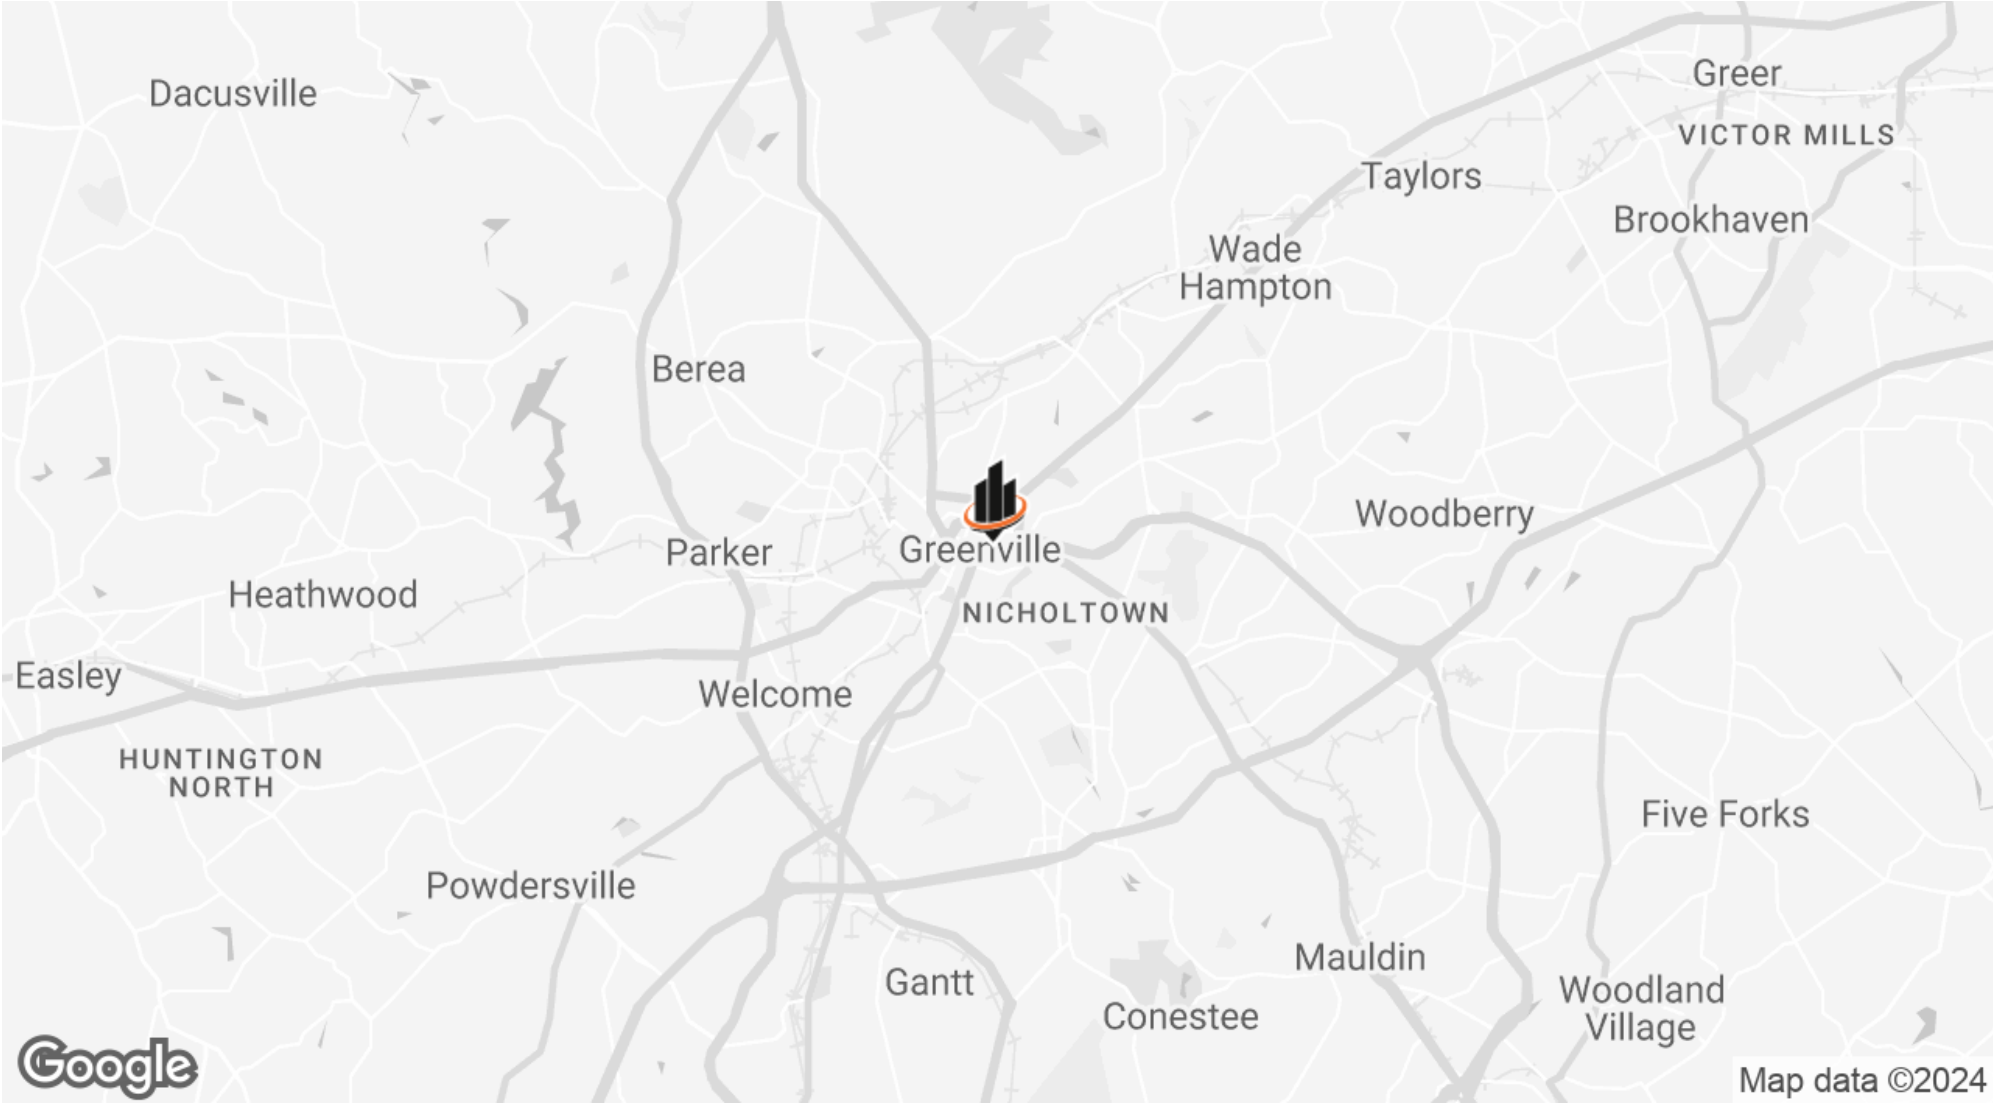 Greer
Dacusville
VICTOR MILLS
Taylors
Brookhaven
Wade
Hampton
Berea
Woodberry
Greenville
Parker
Heathwood
NICHOLTOWN
Easley
Welcome
HUNTINGTON
NORTH
Five Forks
Powdersville
Mauldin
Gantt
Woodland
Village
Conestee
Google
Map data ©2024